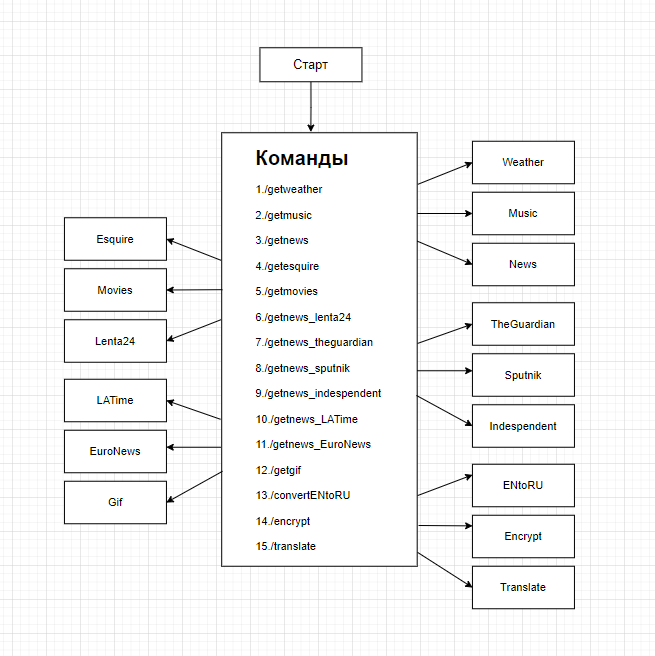 Старт
Команды
1./getweather
2./getmusic
3./getnews
4./getesquire
5./getmovies
6./getnews_lenta24
7./getnews_theguardian
8./getnews_sputnik
9./getnews_indespendent
10./getnews_LATime
11./getnews_EuroNews
12./getgif
13./convertENtoRU
14./encrypt
15./translate
Esquire
Movies
Lenta24
LATime
EuroNews
Gif
Weather
Music
News
TheGuardian
Sputnik
Indespendent
ENtoRU
Encrypt
Translate